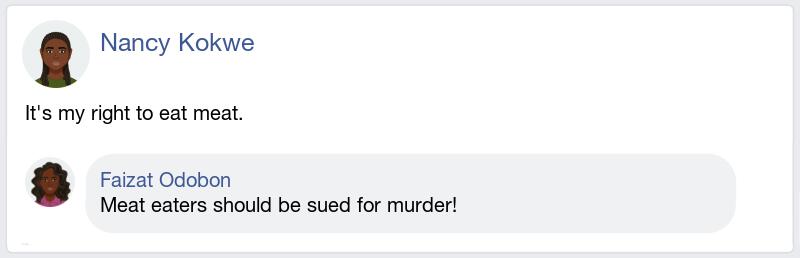 Nancy Kokwe
It's my right to eat meat.
Faizat Odobon
Meat eaters should be sued for murder!